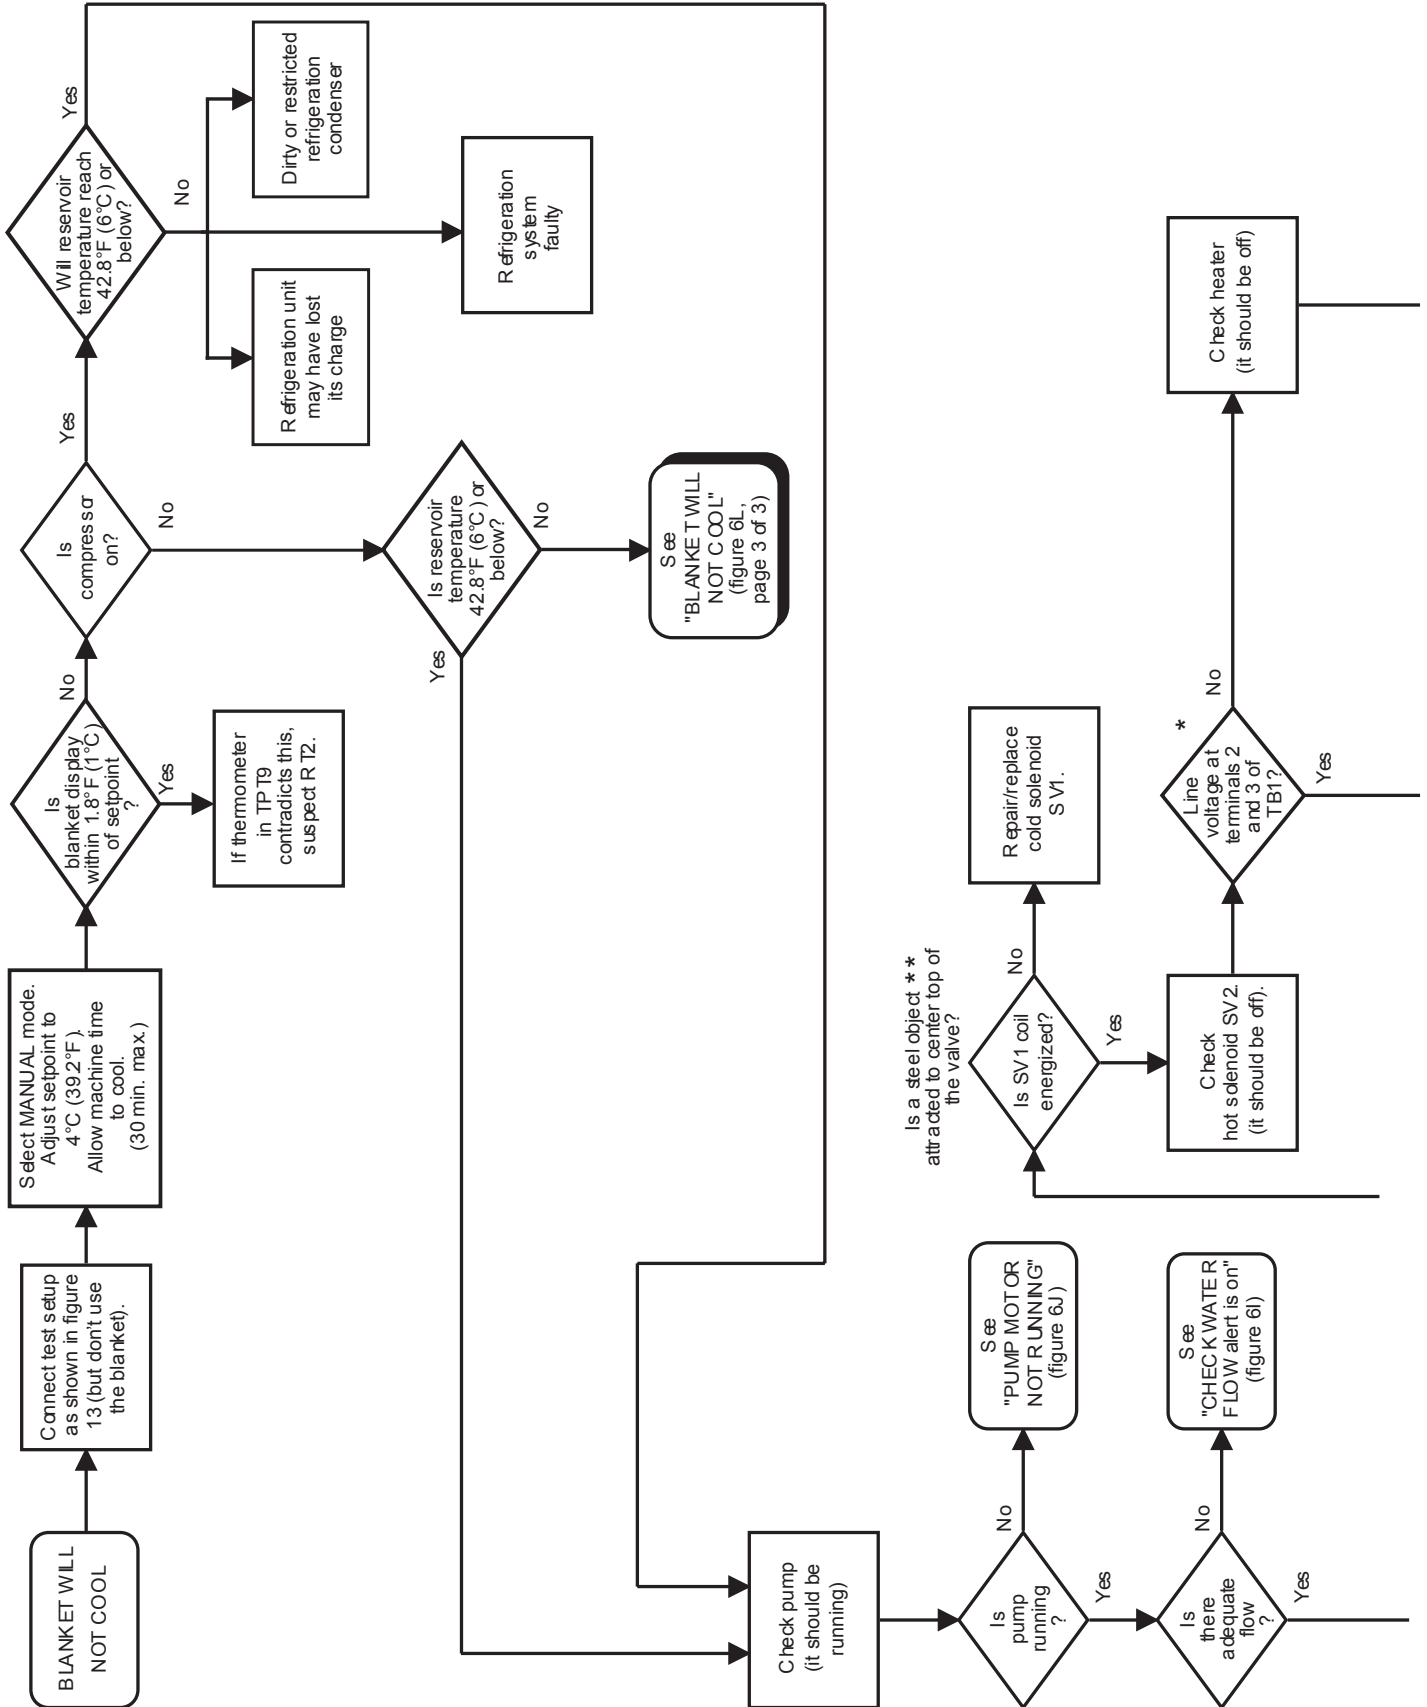 BLANKET WILL
NOT COOL
Connect test setup
as shown in figure
13 (but don't use
the blanket).
Select MANUAL mode.
Adjust setpoint to
4°C (39.2°F).
Allow machine time
to cool.
(30 min. max.)
Is
blanket display
within 1.8°F (1°C)
of setpoint
?
No
Yes
If thermometer
in TPT9
contradicts this,
suspect RT2.
Is
compressor
on?
Yes
No
Will reservoir
temperature reach
42.8°F (6°C) or
below?
Yes
No
Refrigeration unit
may have lost
its charge
Dirty or restricted
refrigeration
condenser
Refrigeration
system
faulty
Is reservoir
temperature
42.8°F (6°C) or
below?
Yes
No
See
"BLANKET WILL
NOT COOL"
(figure 6L,
page 3 of 3)
Check pump
(it should be
running)
Is
pump
running
?
No
Yes
See
"PUMP MOTOR
NOT RUNNING"
(figure 6J)
Is
there
adequate
flow
?
No
Yes
See
"CHECK WATER
FLOW alert is on"
(figure 6I)
Is a steel object **
attracted to center top of
the valve?
Is SV1 coil
energized?
No
Yes
Repair/replace
cold solenoid
SV1.
Check
hot solenoid SV2.
(it should be off).
Line
voltage at
terminals 2
and 3 of
TB1?
*
No
Yes
Check heater
(it should be off)